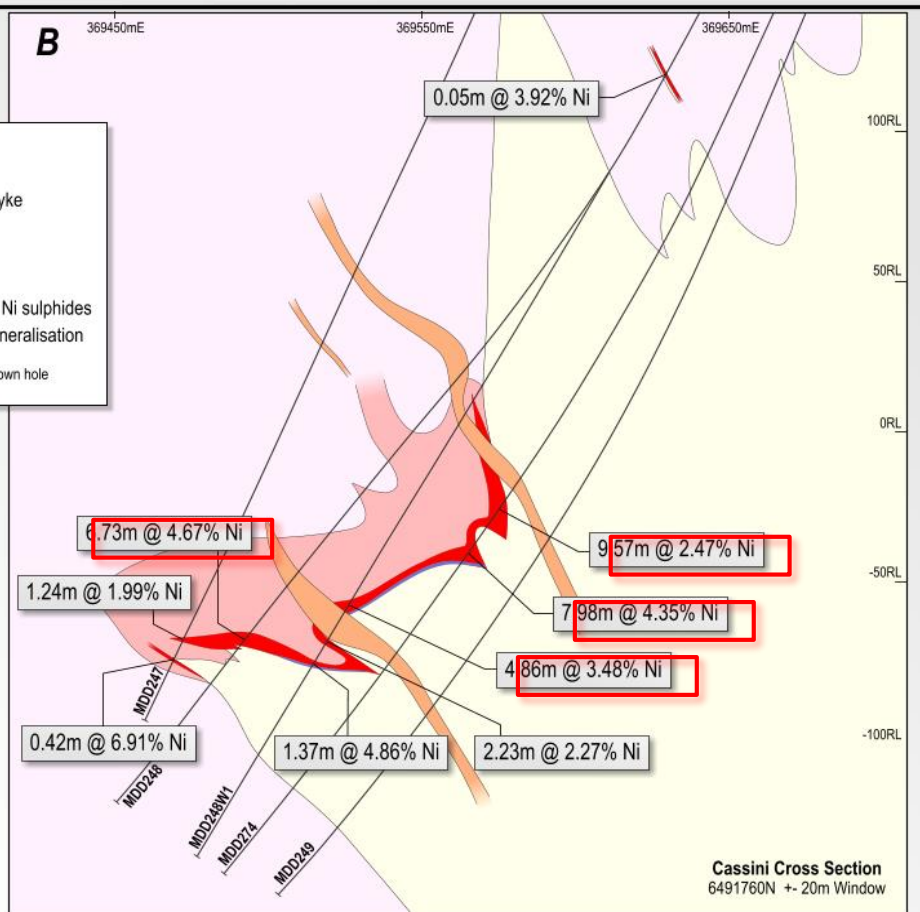 B
369450mE
369550mE
369650mE
0.05m @ 3.92% Ni
100RL
yke
50RL
Ni sulphides
neralisation
own hole
0RL
6.73m @ 4.67% Ni
9.57m @ 2.47% Ni
1.24m @ 1.99% Ni
-50RL
7.98m @ 4.35% Ni
4.86m @ 3.48% Ni
MDD247
0.42m @ 6.91% Ni
1.37m @ 4.86% Ni
2.23m @ 2.27% Ni
-100RL
MDD248
MDD248W1
MDD274
MDD249
Cassini Cross Section
6491760N +- 20m Window